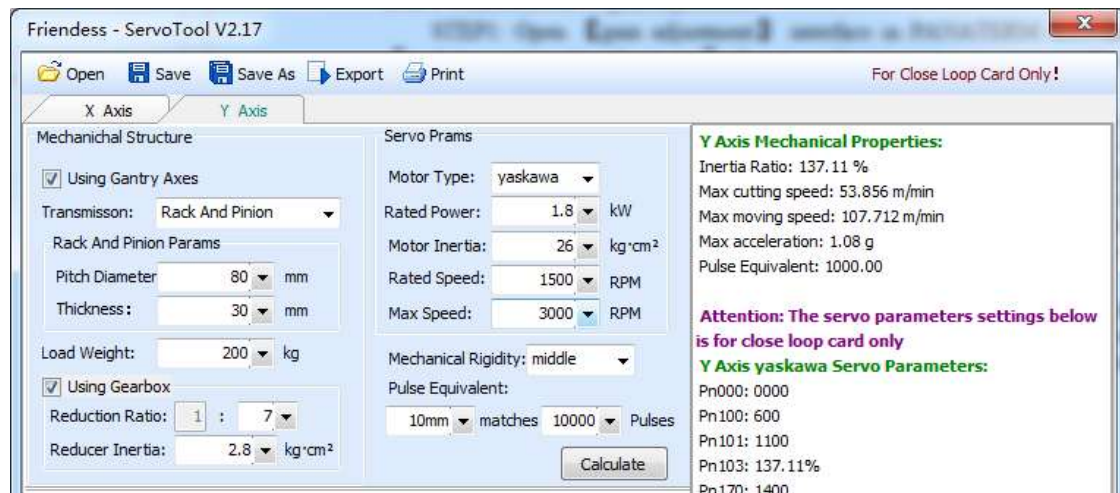 Friendess - ServoTool V2.17
Open Save Save As Export Print For Close Loop Card Only!
X Axis Y Axis
Mechanichal Structure
Using Gantry Axes
Transmisson: Rack And Pinion
Rack And Pinion Params
Pitch Diameter 80 mm
Thickness: 30 mm
Load Weight: 200 kg
Using Gearbox
Reduction Ratio: 1 : 7
Reducer Inertia: 2.8 kg·cm²
Servo Prams
Motor Type: yaskawa
Rated Power: 1.8 kW
Motor Inertia: 26 kg·cm²
Rated Speed: 1500 RPM
Max Speed: 3000 RPM
Mechanical Rigidity: middle
Pulse Equivalent:
10mm matches 10000 Pulses
Calculate
Y Axis Mechanical Properties:
Inertia Ratio: 137.11 %
Max cutting speed: 53.856 m/min
Max moving speed: 107.712 m/min
Max acceleration: 1.08 g
Pulse Equivalent: 1000.00
Attention: The servo parameters settings below
is for close loop card only
Y Axis yaskawa Servo Parameters:
Pn000: 0000
Pn100: 600
Pn101: 1100
Pn103: 137.11%
Pn170: 1400